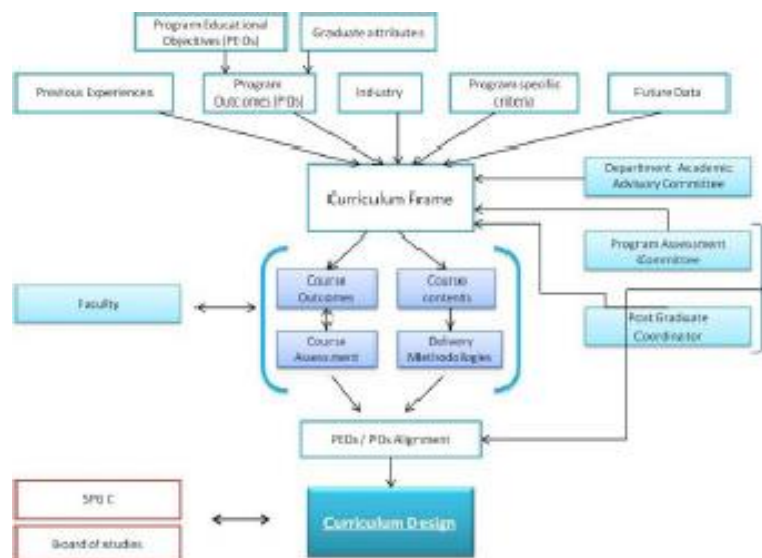 Program Educational
Objectives (PEOs)
Graduate attributes
Previous Experiences
Program
Outcomes (POs)
Industry
Program specific
criteria
Future Data
Curriculum Frame
Department Academic
Advisory Committee
Program Assessment
Committee
Post Graduate
Coordinator
Faculty
Course
Outcomes
Course
contents
Course
Assessment
Delivery
Methodologies
PEOs / POs Alignment
SPG C
Board of studies
Curriculum Design